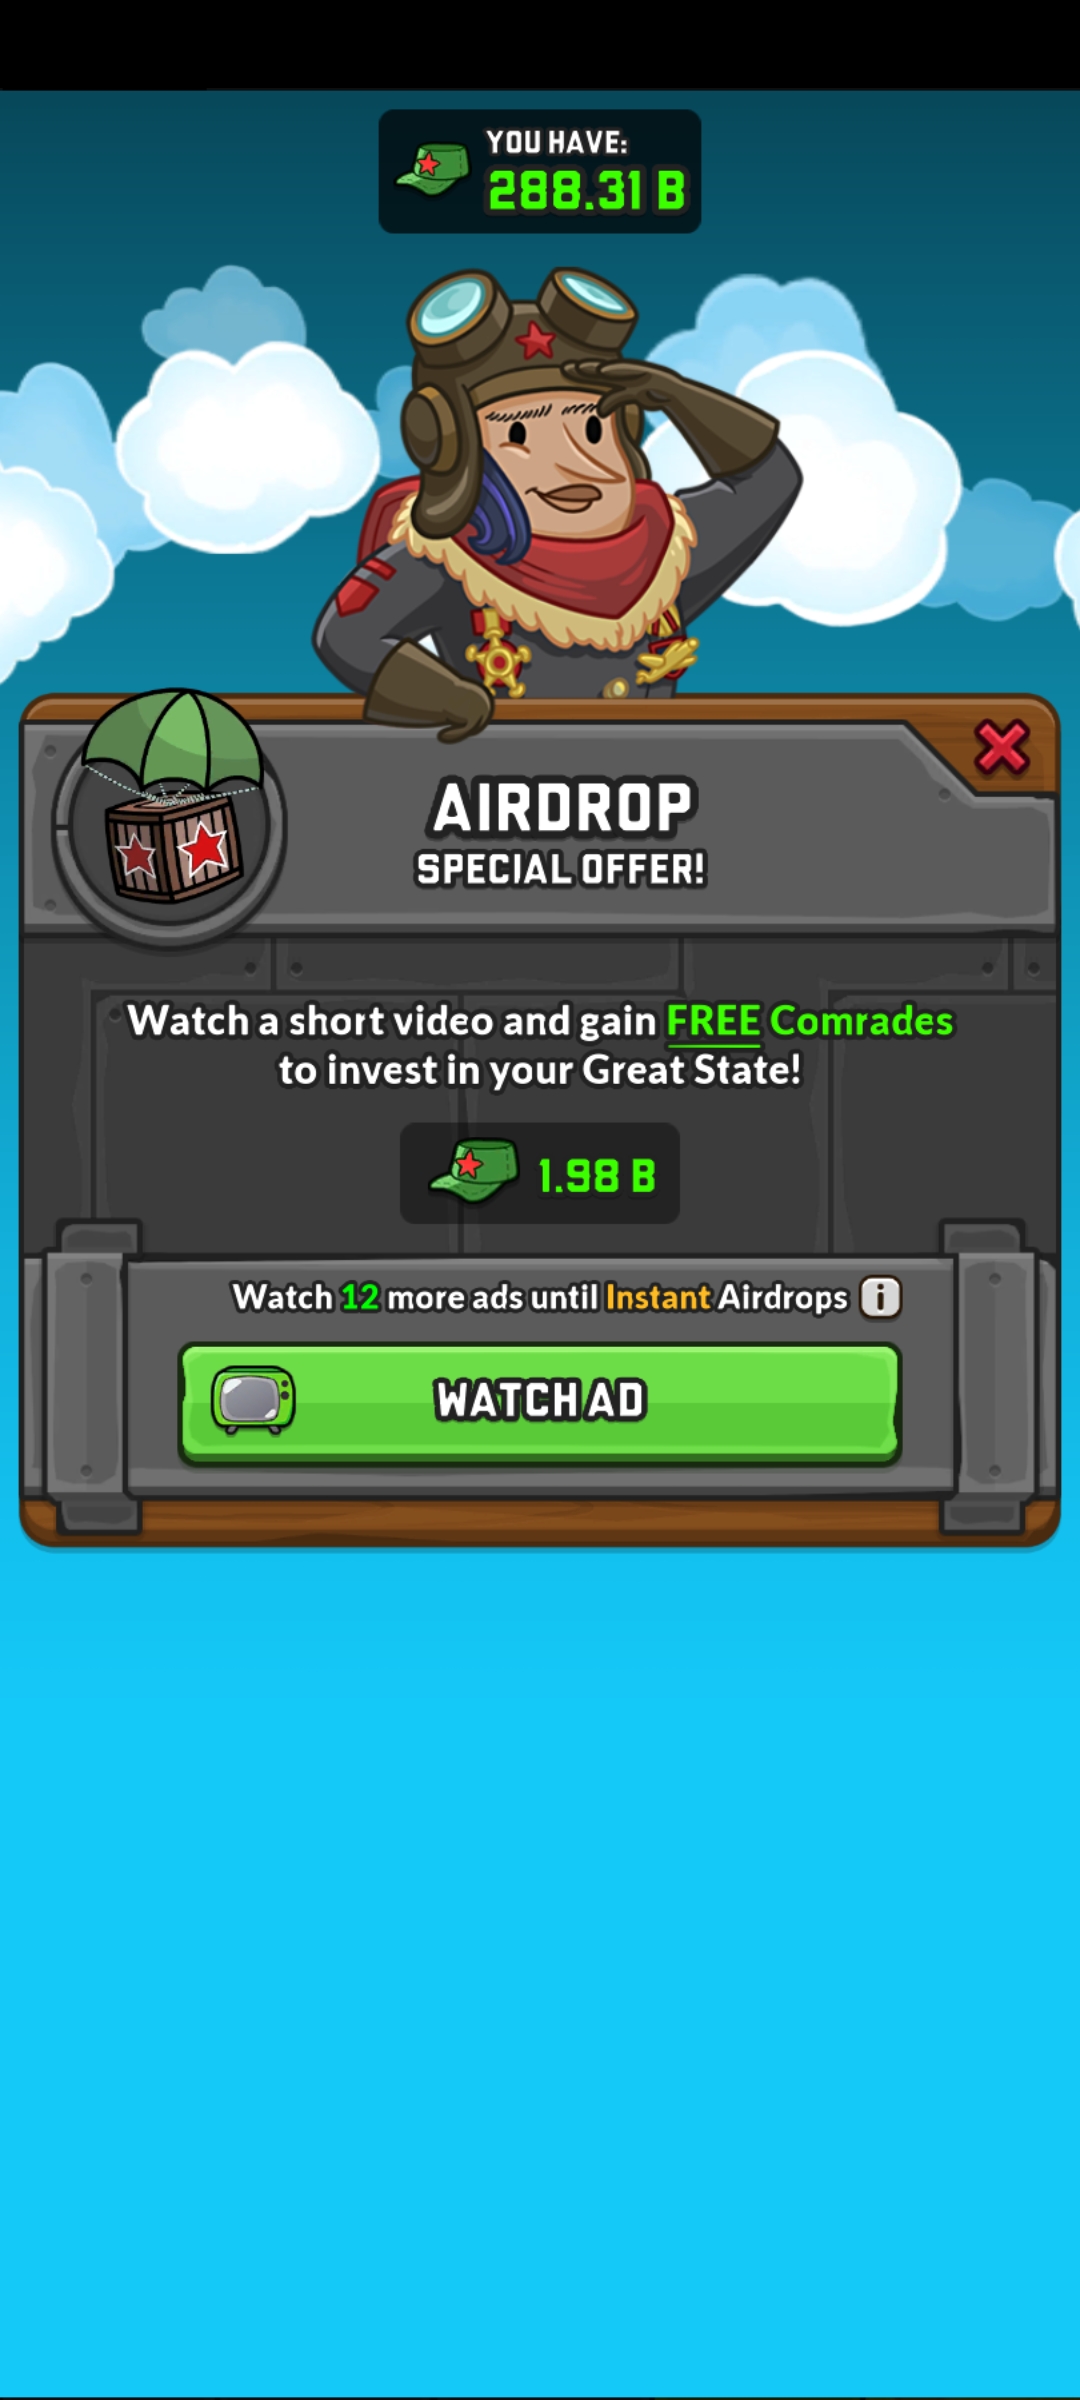 YOU HAVE:
288.31 B
AIRDROP
SPECIAL OFFER!
Watch a short video and gain FREE Comrades
to invest in your Great State!
1.98 B
Watch 12 more ads until Instant Airdrops i
WATCH AD